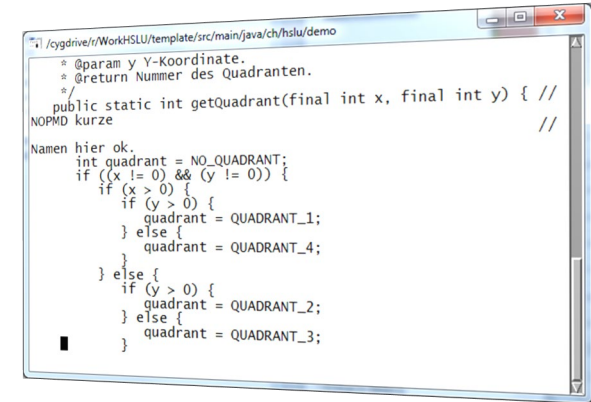 /cygdrive/r/WorkHSLU/template/src/main/java/ch/hslu/demo
* @param y Y-Koordinate.
* @return Nummer des Quadranten.
*/
public static int getQuadrant(final int x, final int y) { //
NOPMD kurze
//
Namen hier ok.
int quadrant = NO_QUADRANT;
if ((x != 0) && (y != 0)) {
if (x > 0) {
if (y > 0) {
quadrant = QUADRANT_1;
} else {
quadrant = QUADRANT_4;
}
} else {
if (y > 0) {
quadrant = QUADRANT_2;
} else {
quadrant = QUADRANT_3;
}